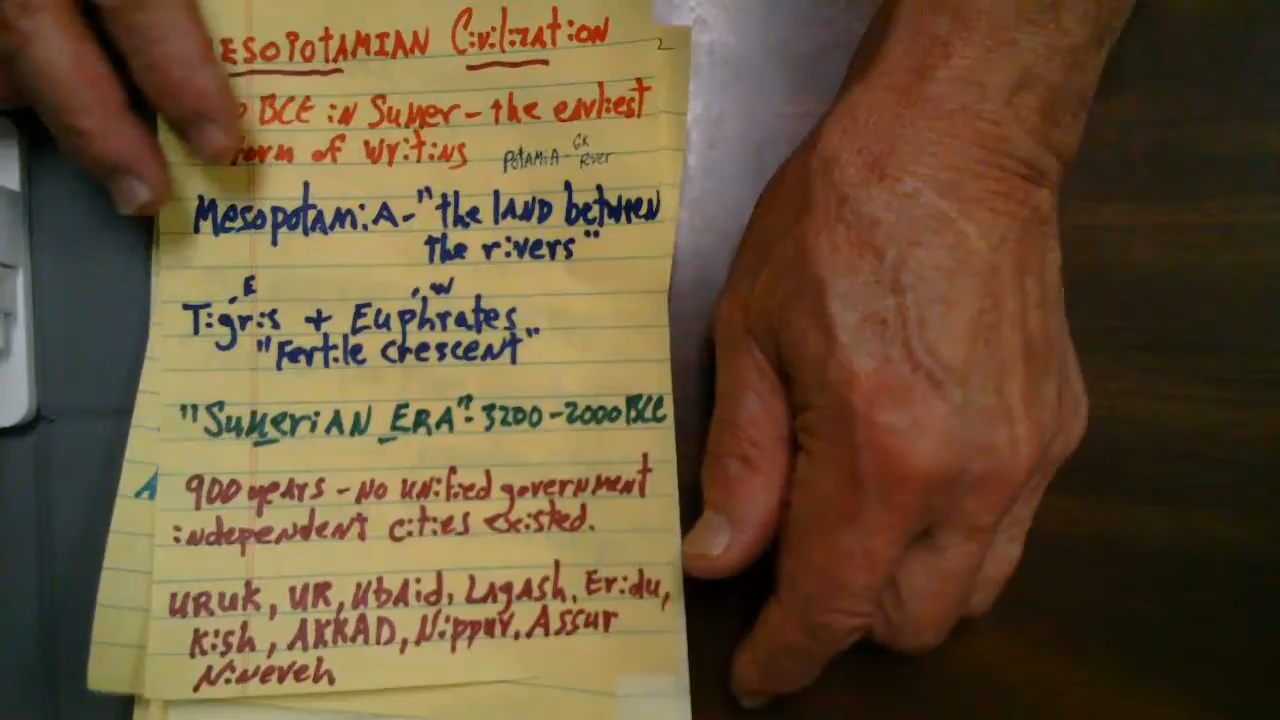 ESOPOTAMIAN Civilization 2
BCE in Sumer - the earliest
form of writing POTAMIA - GK River
Mesopotamia - "the land between
the rivers"
E W
Tigris + Euphrates
"Fertile Crescent"
"Sumerian ERA": 3200-2000 BCE
900 years - no unified government
independent cities existed.
URUK, UR, Ubaid, Lagash, Eridu,
Kish, AKKAD, Nippur, Assur
Nineveh